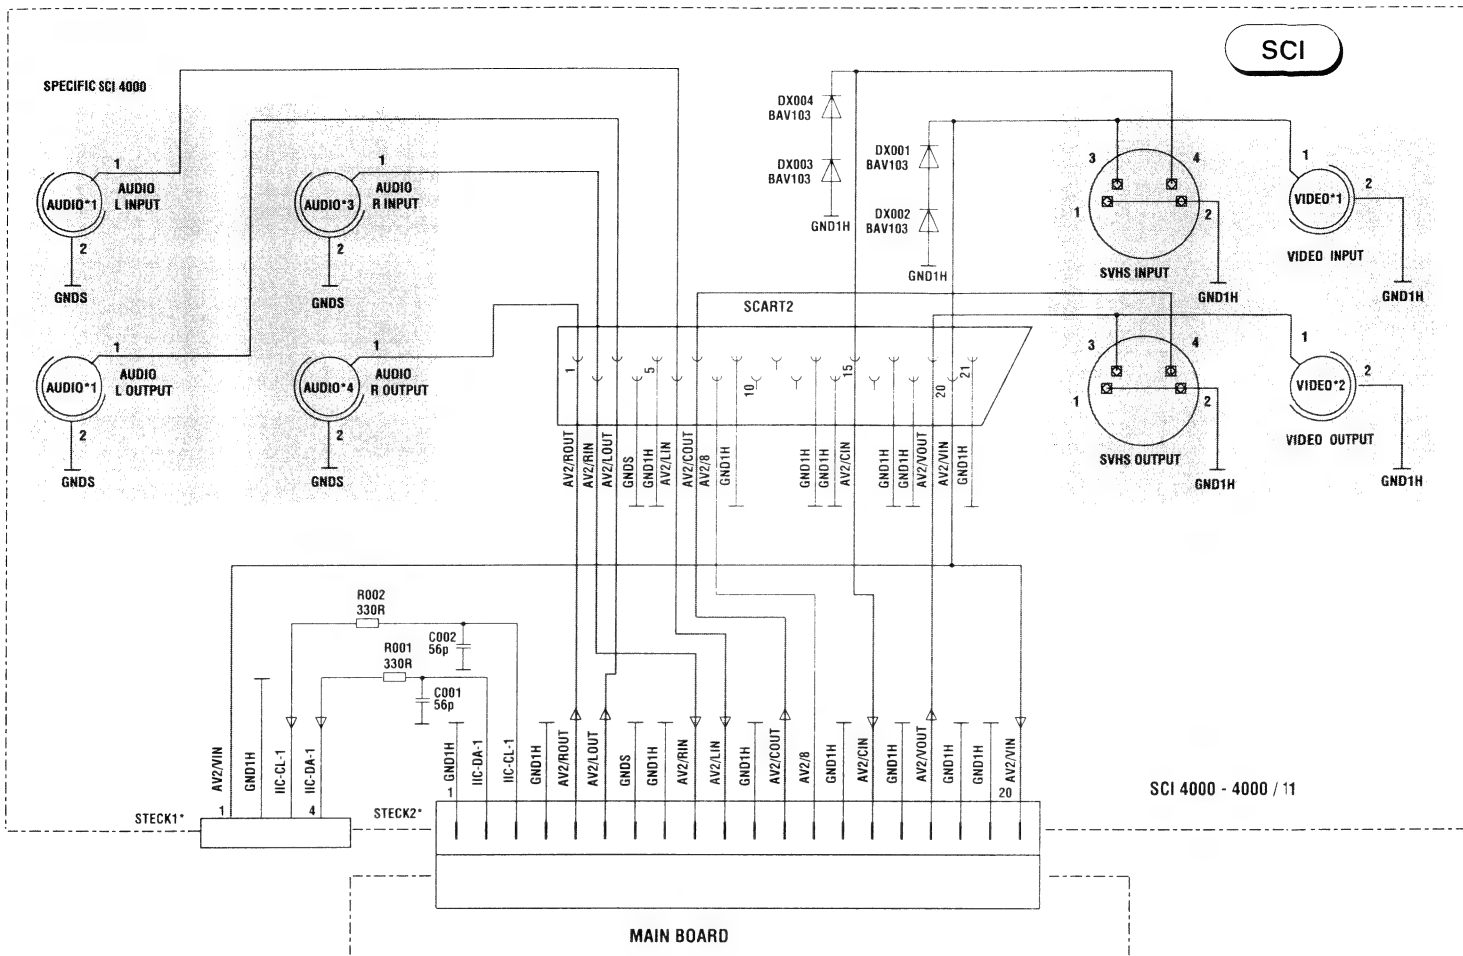 SCI
SPECIFIC SCI 4000
AUDIO*1
1
AUDIO
L INPUT
2
GNDS
AUDIO*3
1
AUDIO
R INPUT
2
GNDS
AUDIO*1
1
AUDIO
L OUTPUT
2
GNDS
AUDIO*4
1
AUDIO
R OUTPUT
2
GNDS
DX004
BAV103
DX003
BAV103
GND1H
DX001
BAV103
DX002
BAV103
GND1H
3
4
1
2
SVHS INPUT
GND1H
1
VIDEO*1
2
VIDEO INPUT
GND1H
SCART2
1
5
10
15
20
21
3
4
1
2
SVHS OUTPUT
GND1H
1
VIDEO*2
2
VIDEO OUTPUT
GND1H
AV2/ROUT
AV2/RIN
AV2/LOUT
GNDS
GND1H
AV2/LIN
AV2/COUT
AV2/8
GND1H
GND1H
GND1H
AV2/CIN
GND1H
GND1H
AV2/VOUT
AV2/VIN
GND1H
R002
330R
C002
56p
R001
330R
C001
56p
AV2/VIN
GND1H
IIC-CL-1
IIC-DA-1
1
4
STECK1*
STECK2*
GND1H
IIC-DA-1
IIC-CL-1
GND1H
AV2/ROUT
AV2/LOUT
GNDS
GND1H
AV2/RIN
AV2/LIN
GND1H
AV2/COUT
AV2/8
GND1H
AV2/CIN
GND1H
AV2/VOUT
GND1H
GND1H
AV2/VIN
1
20
SCI 4000 - 4000 / 11
MAIN BOARD